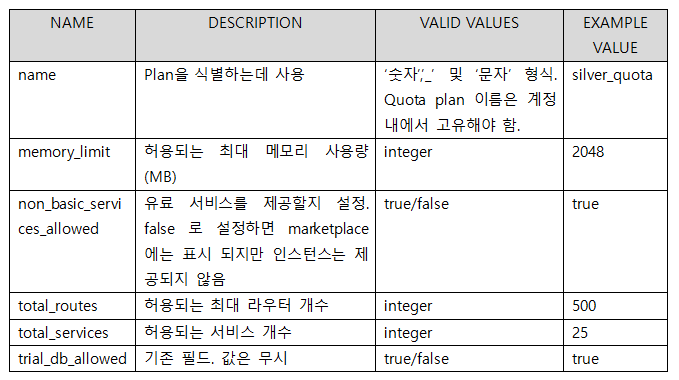 NAME DESCRIPTION VALID VALUES EXAMPLE
VALUE
name Plan을 식별하는데 사용 '숫자','_' 및 '문자' 형식. silver_quota
Quota plan 이름은 계정
내에서 고유해야 함.
memory_limit 허용되는 최대 메모리 사용량 integer 2048
(MB)
non_basic_servi 유료 서비스를 제공할지 설정. true/false true
ces_allowed false 로 설정하면 marketplace
에는 표시 되지만 인스턴스는 제
공되지 않음
total_routes 허용되는 최대 라우터 개수 integer 500
total_services 허용되는 서비스 개수 integer 25
trial_db_allowed 기존 필드. 값은 무시 true/false true